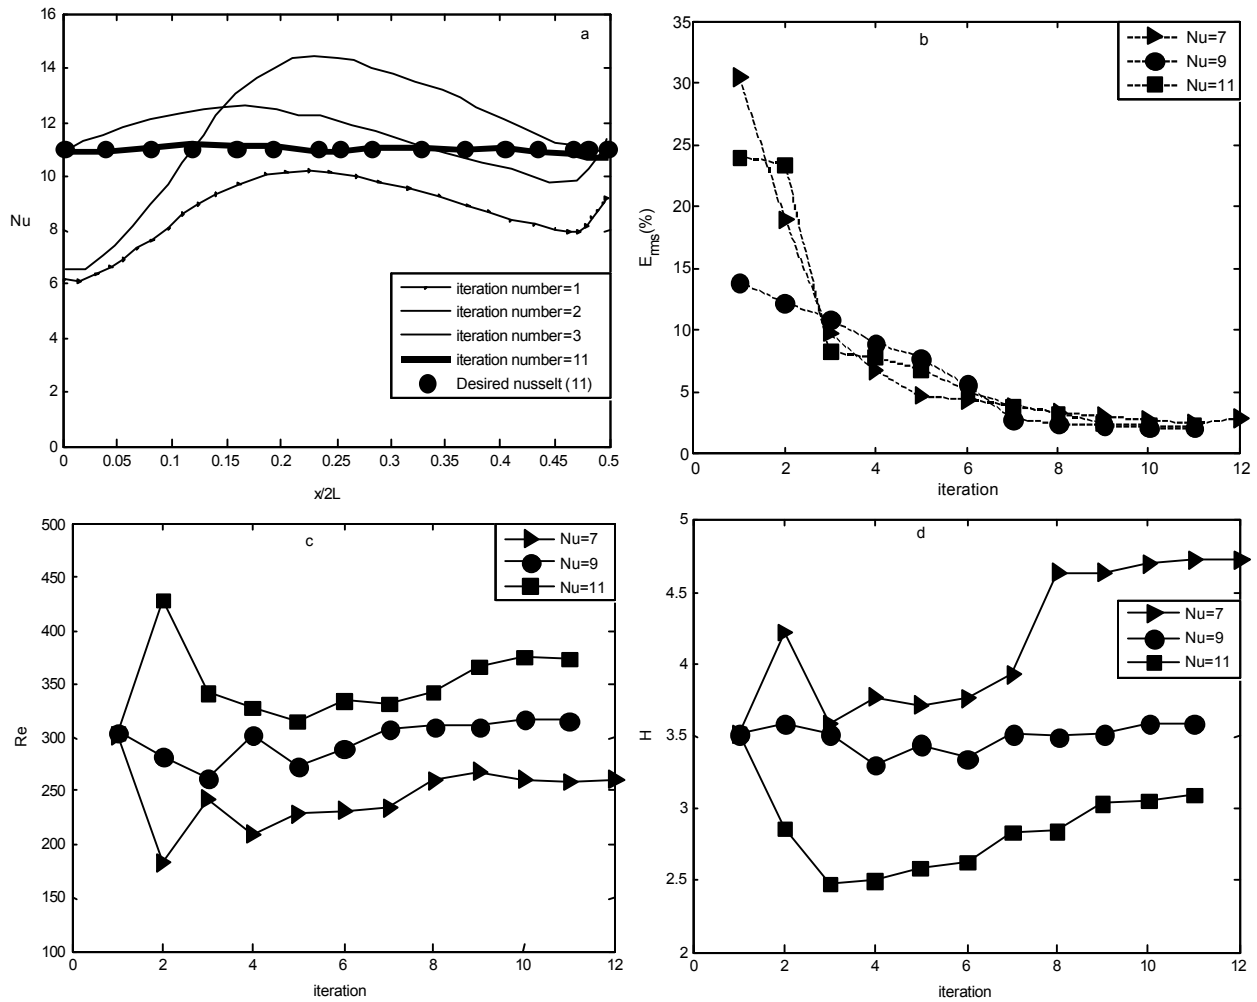 a
16
14
12
10
8
6
4
2
0
Nu
iteration number=1
iteration number=2
iteration number=3
iteration number=11
Desired nusselt (11)
0 0.05 0.1 0.15 0.2 0.25 0.3 0.35 0.4 0.45 0.5
x/2L
b
35
30
25
20
15
10
5
0
Erms(%)
Nu=7
Nu=9
Nu=11
0 2 4 6 8 10 12
iteration
c
500
450
400
350
300
250
200
150
100
Re
Nu=7
Nu=9
Nu=11
0 2 4 6 8 10 12
iteration
d
5
4.5
4
3.5
3
2.5
2
H
Nu=7
Nu=9
Nu=11
0 2 4 6 8 10 12
iteration